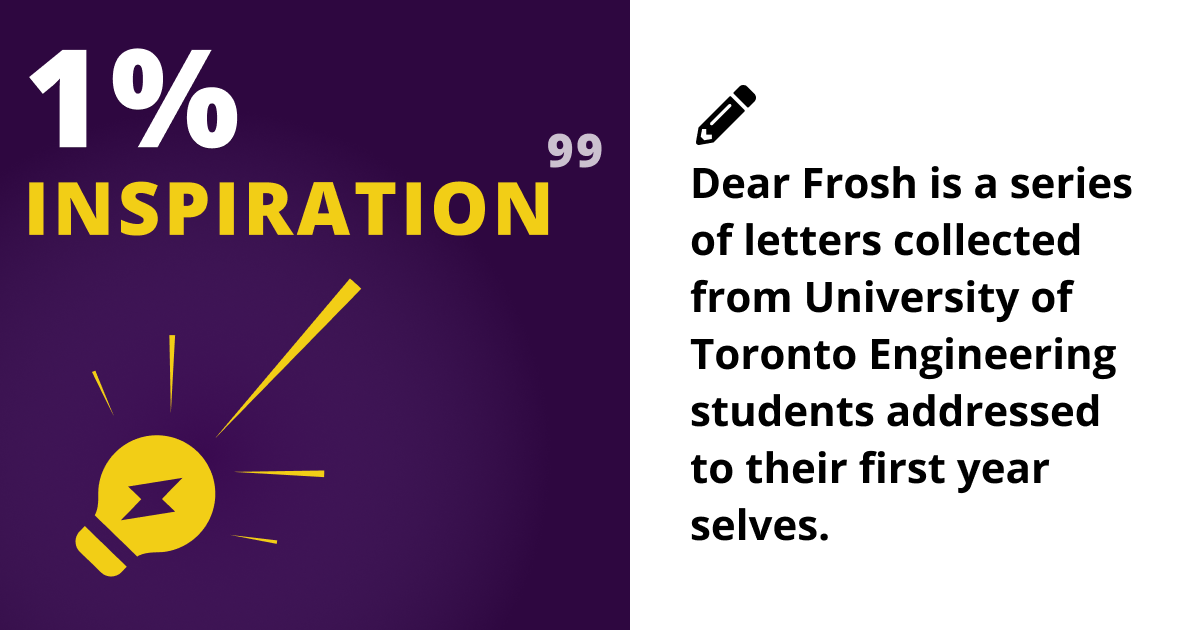 1%
99
INSPIRATION
Dear Frosh is a series
of letters collected
from University of
Toronto Engineering
students addressed
to their first year
selves.